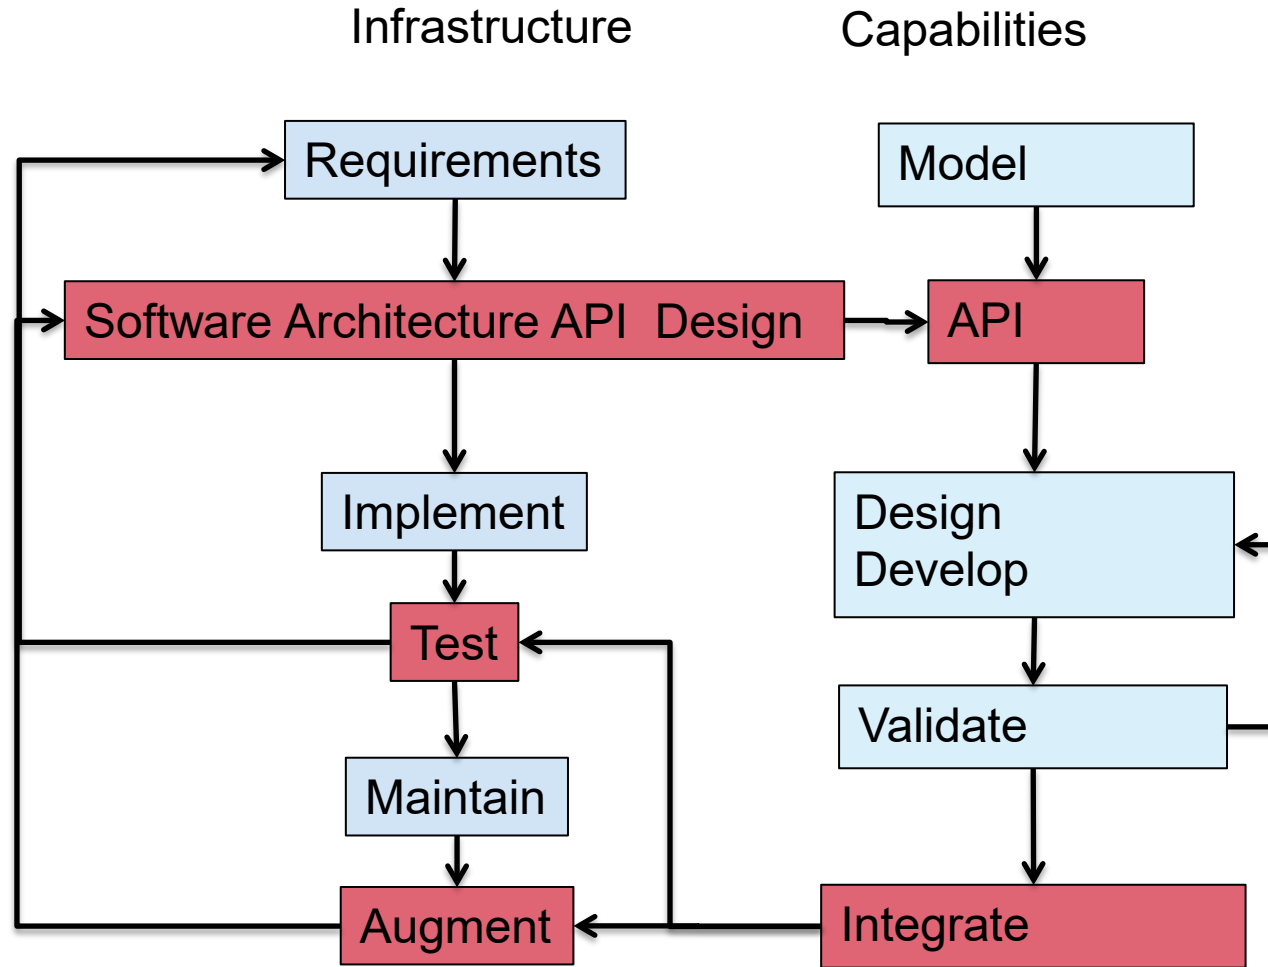 Infrastructure
Capabilities
Requirements
Model
Software Architecture API  Design
API
Implement
Design
Develop
Test
Validate
Maintain
Augment
Integrate